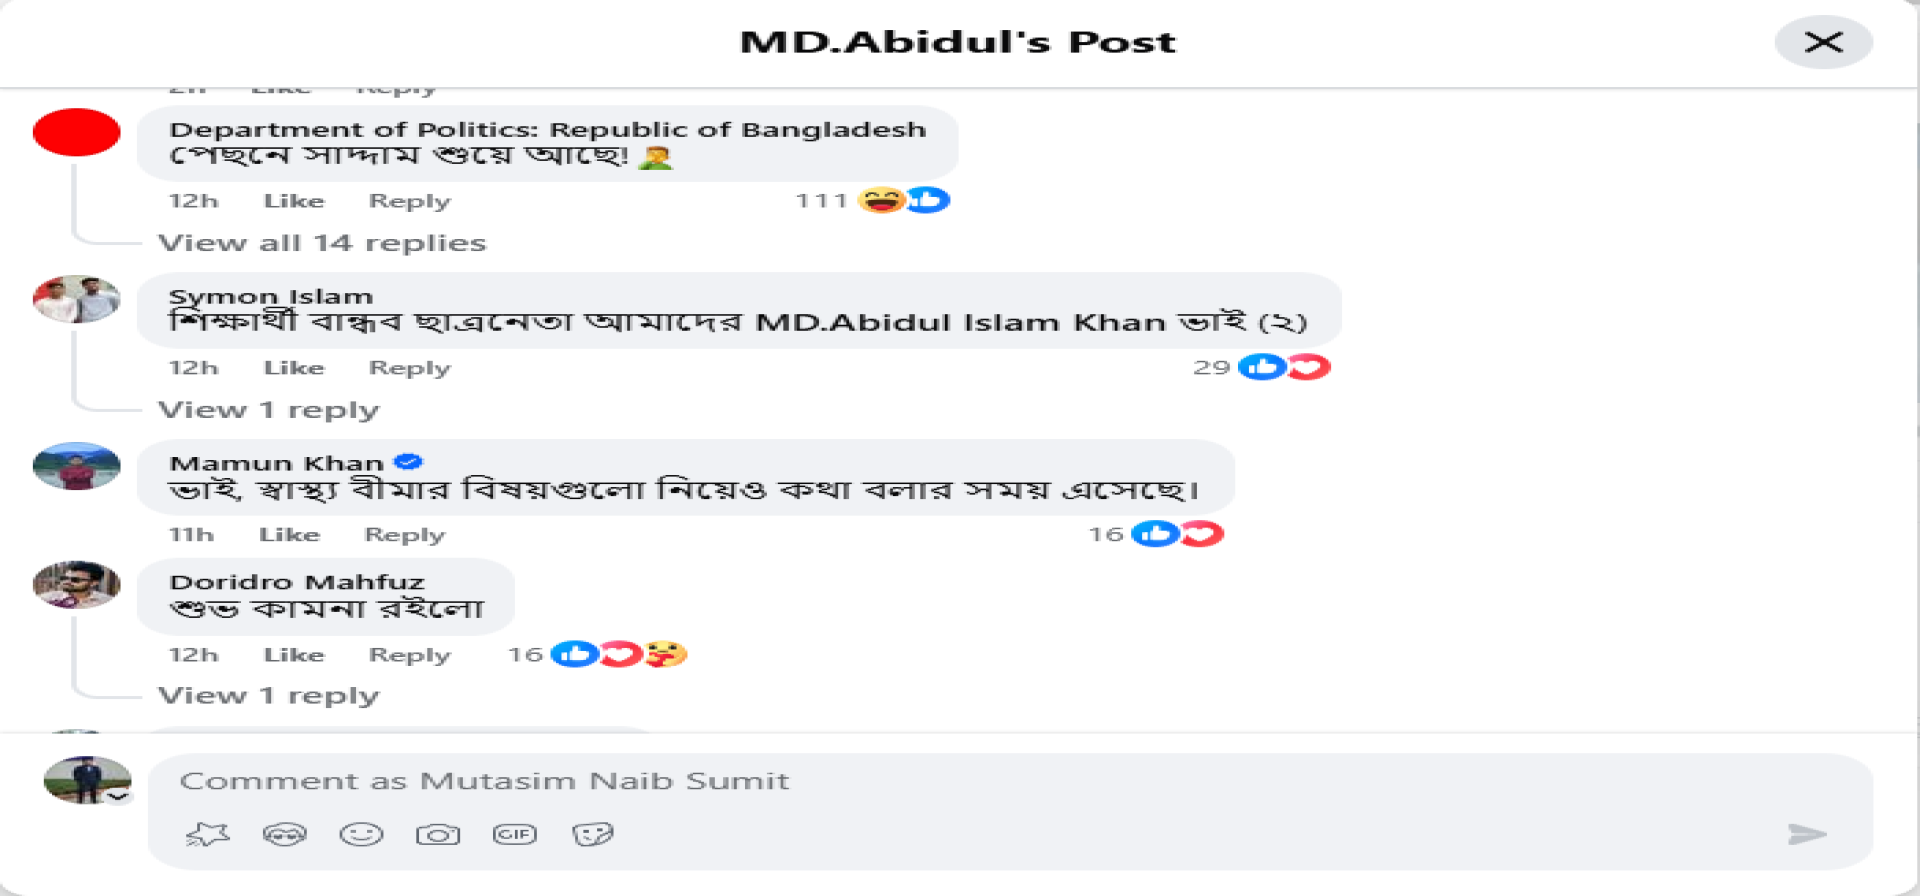 MD.Abidul's Post
2h Like Reply
Department of Politics: Republic of Bangladesh
পেছনে সাদ্দাম শুয়ে আছে! 🤦‍♂️
12h Like Reply 111
View all 14 replies
Symon Islam
শিক্ষার্থী বান্ধব ছাত্রনেতা আমাদের MD.Abidul Islam Khan ভাই (২)
12h Like Reply 29
View 1 reply
Mamun Khan
ভাই, স্বাস্থ্য বীমার বিষয়গুলো নিয়েও কথা বলার সময় এসেছে।
11h Like Reply 16
Doridro Mahfuz
শুভ কামনা রইলো
12h Like Reply 16
View 1 reply
Comment as Mutasim Naib Sumit
GIF